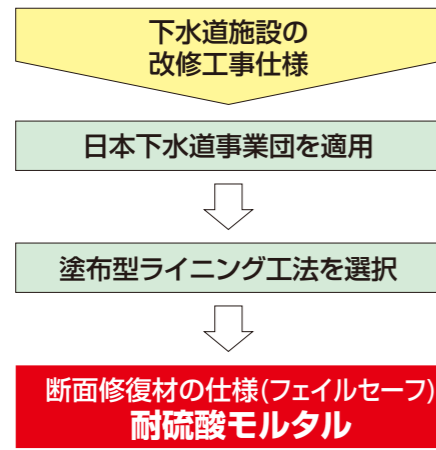 下水道施設の
改修工事仕様
日本下水道事業団を適用
塗布型ライニング工法を選択
断面修復材の仕様(フェイルセーフ)
耐硫酸モルタル